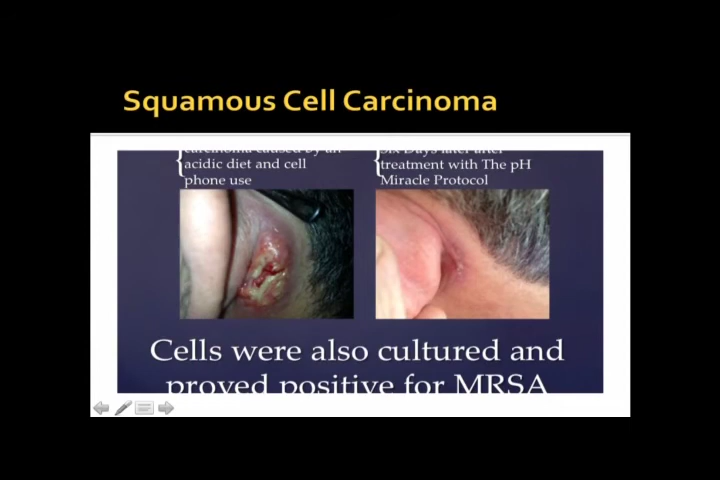 Squamous Cell Carcinoma
carcinoma caused by an
acidic diet and cell
phone use
Six Days later after
treatment with The pH
Miracle Protocol
Cells were also cultured and
proved positive for MRSA